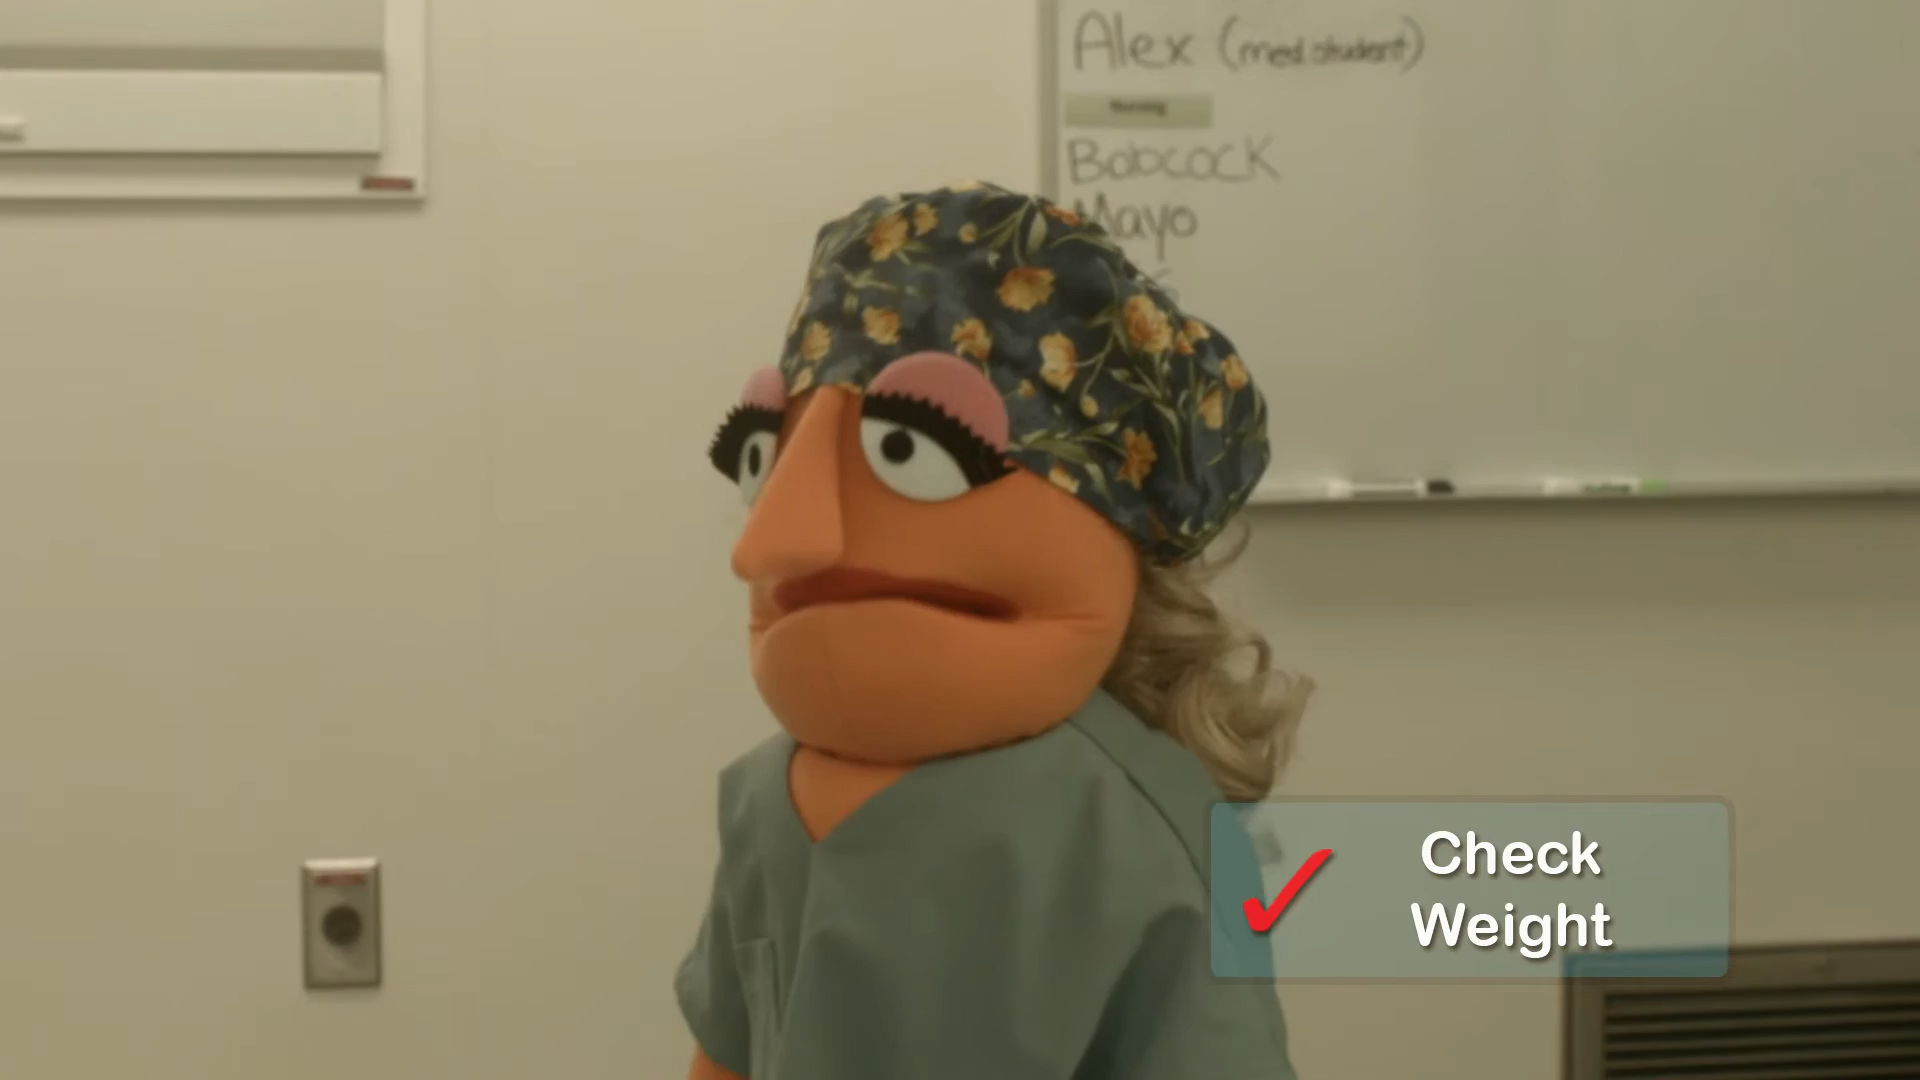 Alex (med.student)
Nursing
Babcock
Mayo
Check
Weight